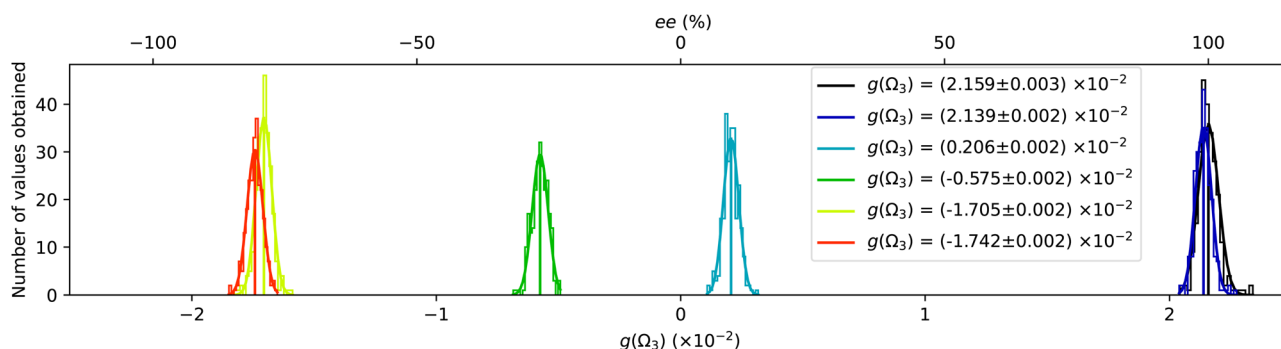 ee (%)
−100 −50 0 50 100
Number of values obtained
40
30
20
10
0
g(Ω₃) = (2.159±0.003) ×10⁻²
g(Ω₃) = (2.139±0.002) ×10⁻²
g(Ω₃) = (0.206±0.002) ×10⁻²
g(Ω₃) = (-0.575±0.002) ×10⁻²
g(Ω₃) = (-1.705±0.002) ×10⁻²
g(Ω₃) = (-1.742±0.002) ×10⁻²
−2 −1 0 1 2
g(Ω₃) (×10⁻²)